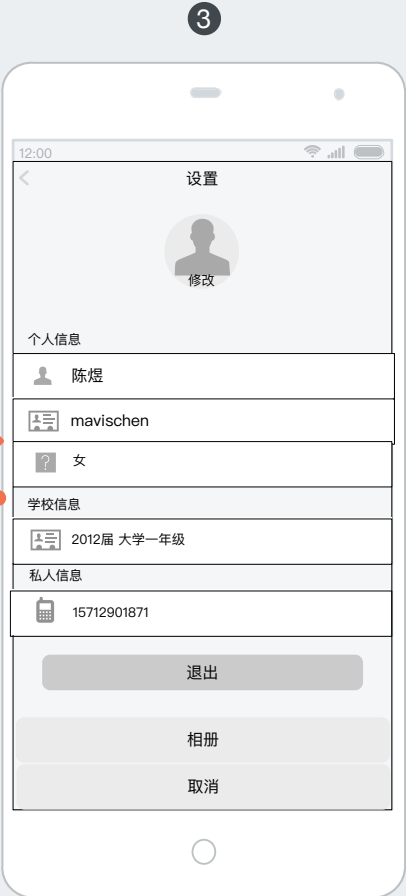 3
12:00
设置
修改
个人信息
陈煜
mavischen
?
女
学校信息
2012届 大学一年级
私人信息
15712901871
退出
相册
取消